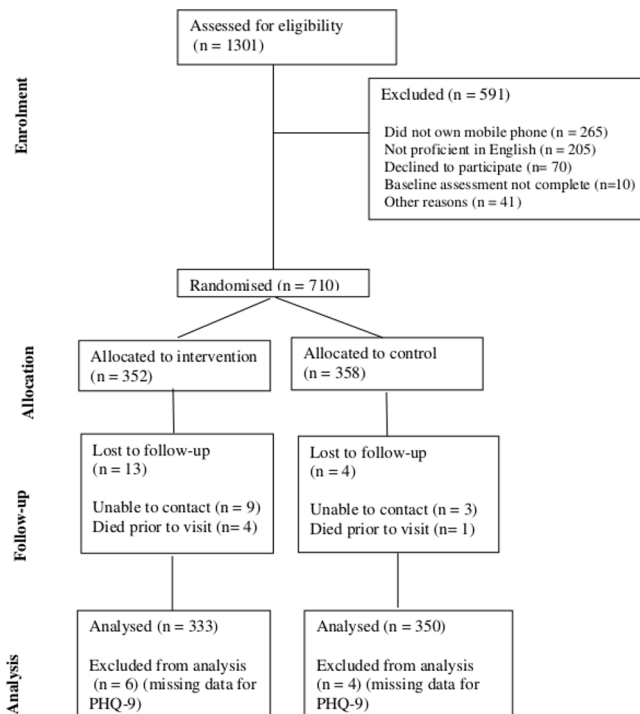 Assessed for eligibility
(n = 1301)
Enrolment
Excluded (n = 591)
Did not own mobile phone (n = 265)
Not proficient in English (n = 205)
Declined to participate (n= 70)
Baseline assessment not complete (n=10)
Other reasons (n = 41)
Randomised (n = 710)
Allocation
Allocated to intervention
(n = 352)
Allocated to control
(n = 358)
Follow-up
Lost to follow-up
(n = 13)
Unable to contact (n = 9)
Died prior to visit (n= 4)
Lost to follow-up
(n = 4)
Unable to contact (n = 3)
Died prior to visit (n= 1)
Analysis
Analysed (n = 333)
Excluded from analysis
(n = 6) (missing data for
PHQ-9)
Analysed (n = 350)
Excluded from analysis
(n = 4) (missing data for
PHQ-9)